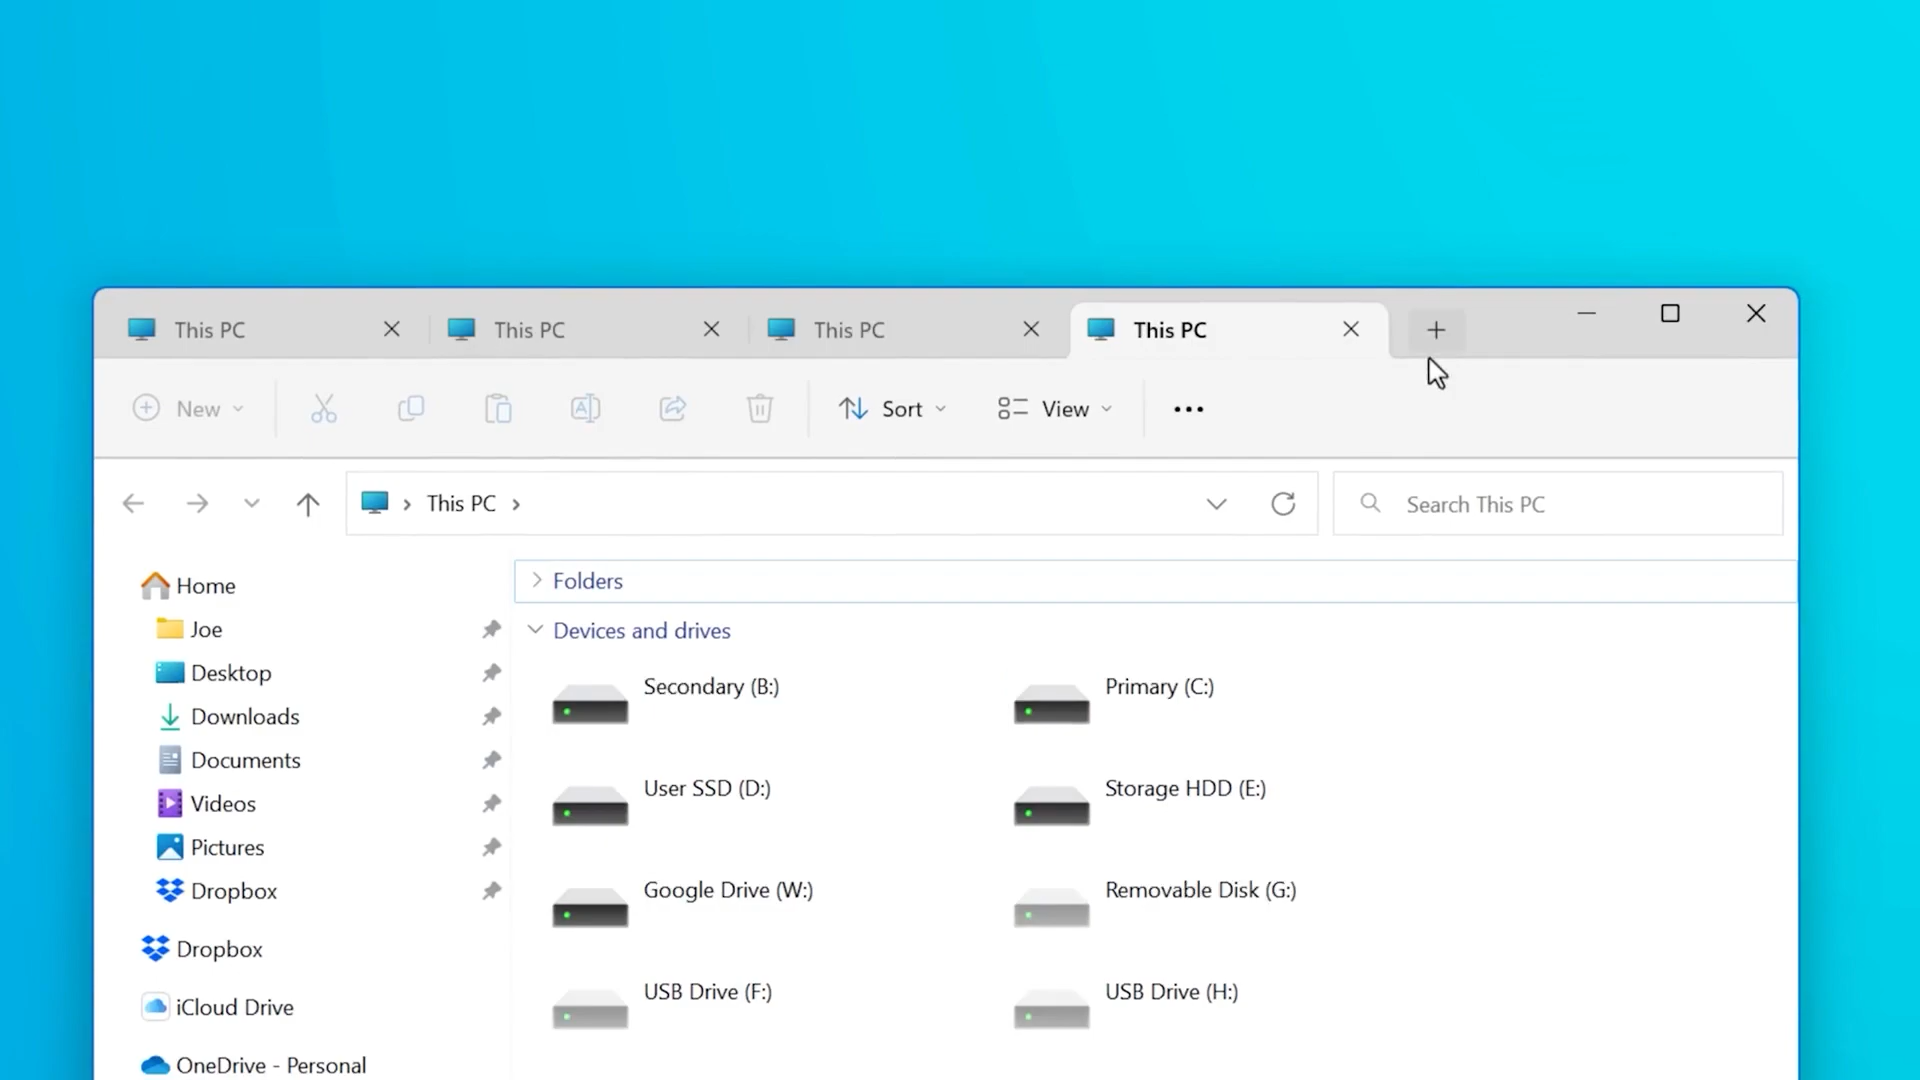 This PC
This PC
This PC
This PC
New
Sort
View
This PC
Search This PC
Home
Joe
Desktop
Downloads
Documents
Videos
Pictures
Dropbox
Dropbox
iCloud Drive
OneDrive - Personal
Folders
Devices and drives
Secondary (B:)
Primary (C:)
User SSD (D:)
Storage HDD (E:)
Google Drive (W:)
Removable Disk (G:)
USB Drive (F:)
USB Drive (H:)